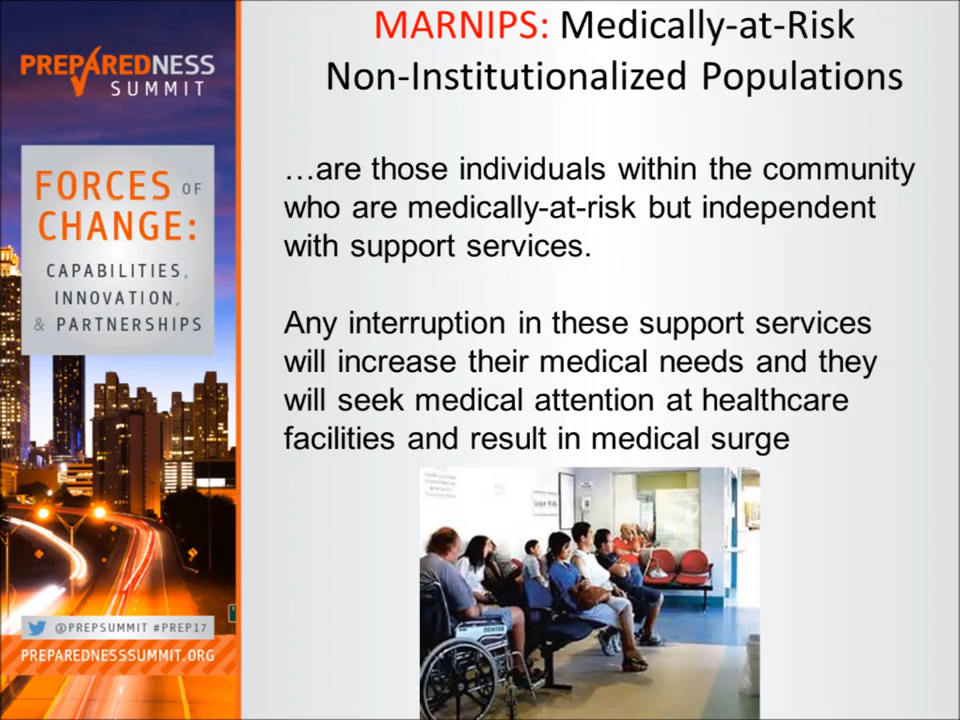 PREPAREDNESS
SUMMIT
FORCES OF
CHANGE:
CAPABILITIES,
INNOVATION,
& PARTNERSHIPS
@PREPSUMMIT #PREP17
PREPAREDNESSSUMMIT.ORG
MARNIPS: Medically-at-Risk
Non-Institutionalized Populations
…are those individuals within the community
who are medically-at-risk but independent
with support services.
Any interruption in these support services
will increase their medical needs and they
will seek medical attention at healthcare
facilities and result in medical surge